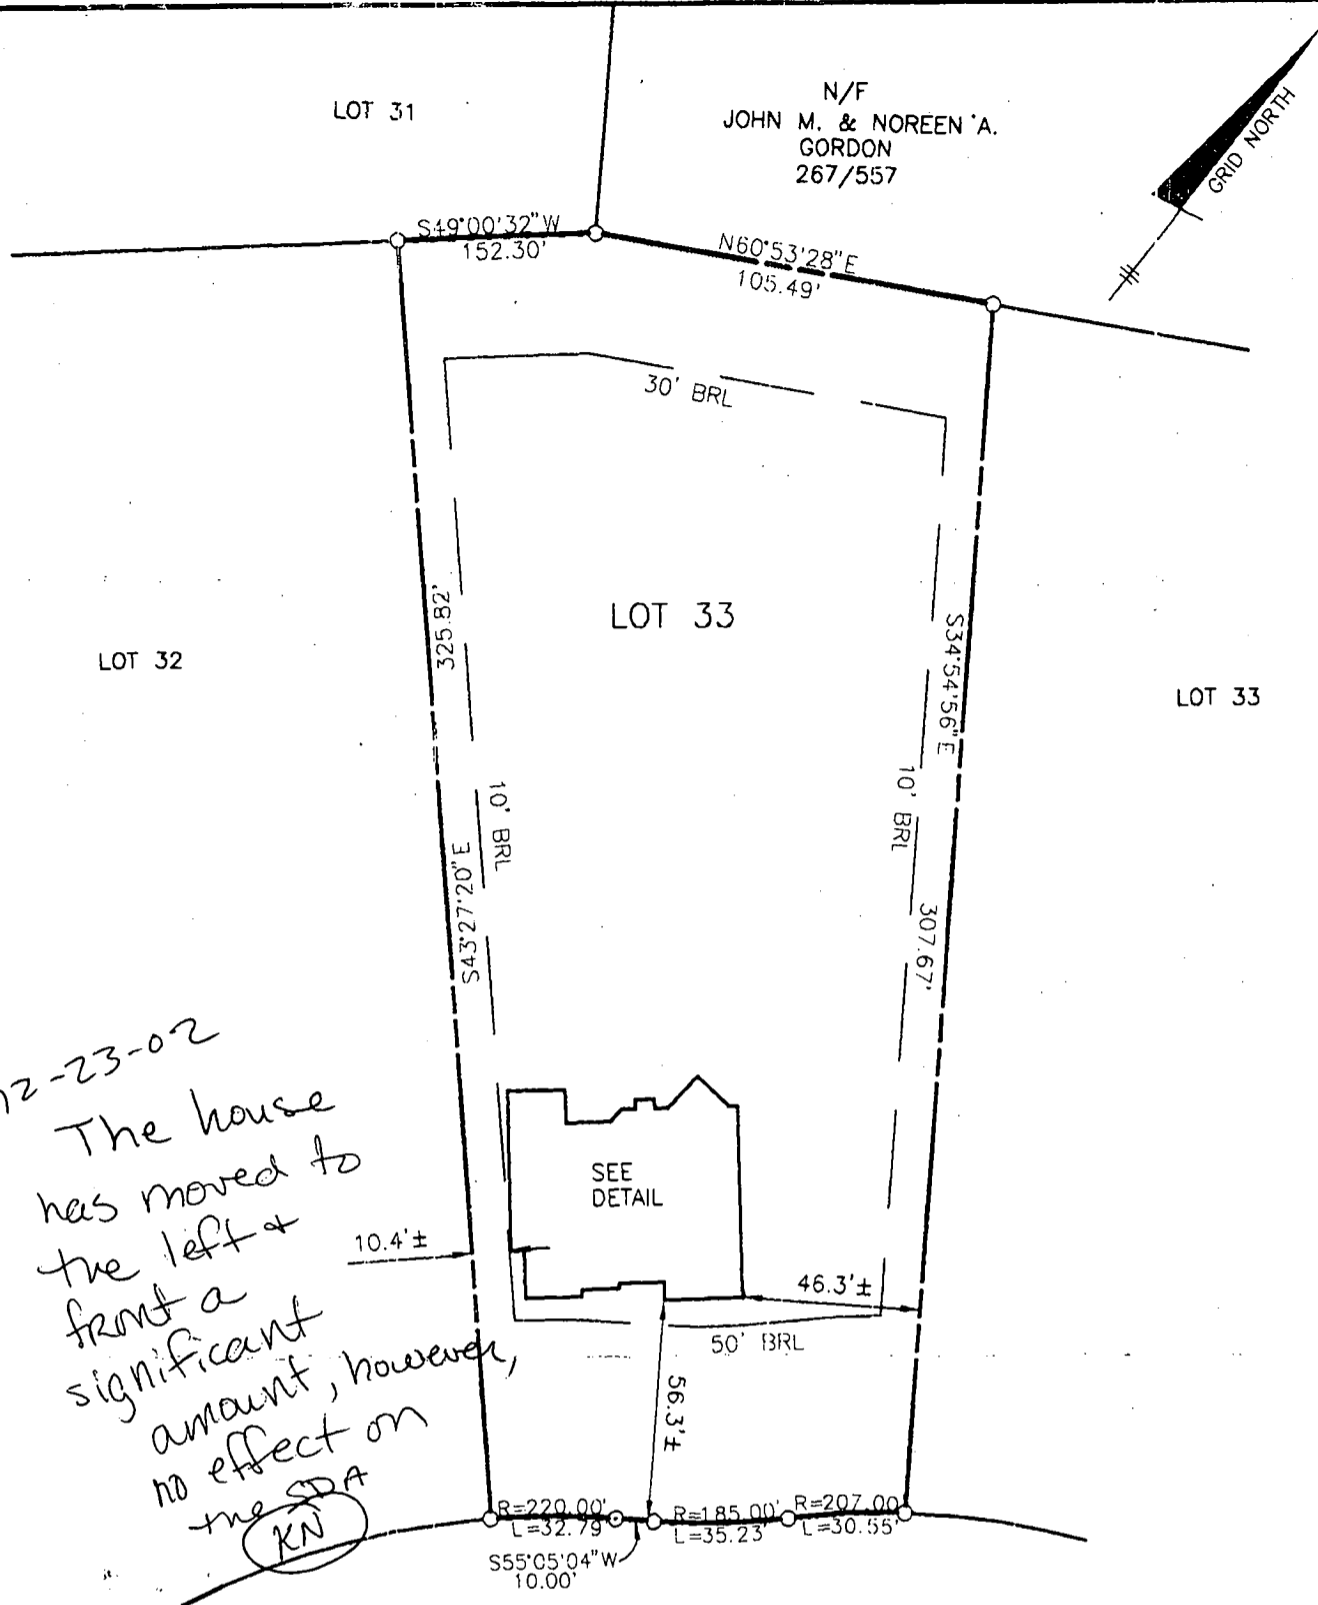 LOT 31
N/F
JOHN M. & NOREEN A.
GORDON
267/557
GRID NORTH
S49°00'32"W
152.30'
N60°53'28"E
105.49'
30' BRL
LOT 33
LOT 32
LOT 33
325.82'
S43°27'20"E
10' BRL
S34°54'56"E
307.67'
10' BRL
12-23-02
The house
has moved to
the left &
front a
significant
amount, however,
no effect on
the SDA
KN
SEE
DETAIL
10.4'±
46.3'±
50' BRL
56.3'±
R=220.00'
L=32.79'
S55°05'04"W
10.00'
R=185.00'
L=35.23'
R=207.00'
L=30.55'